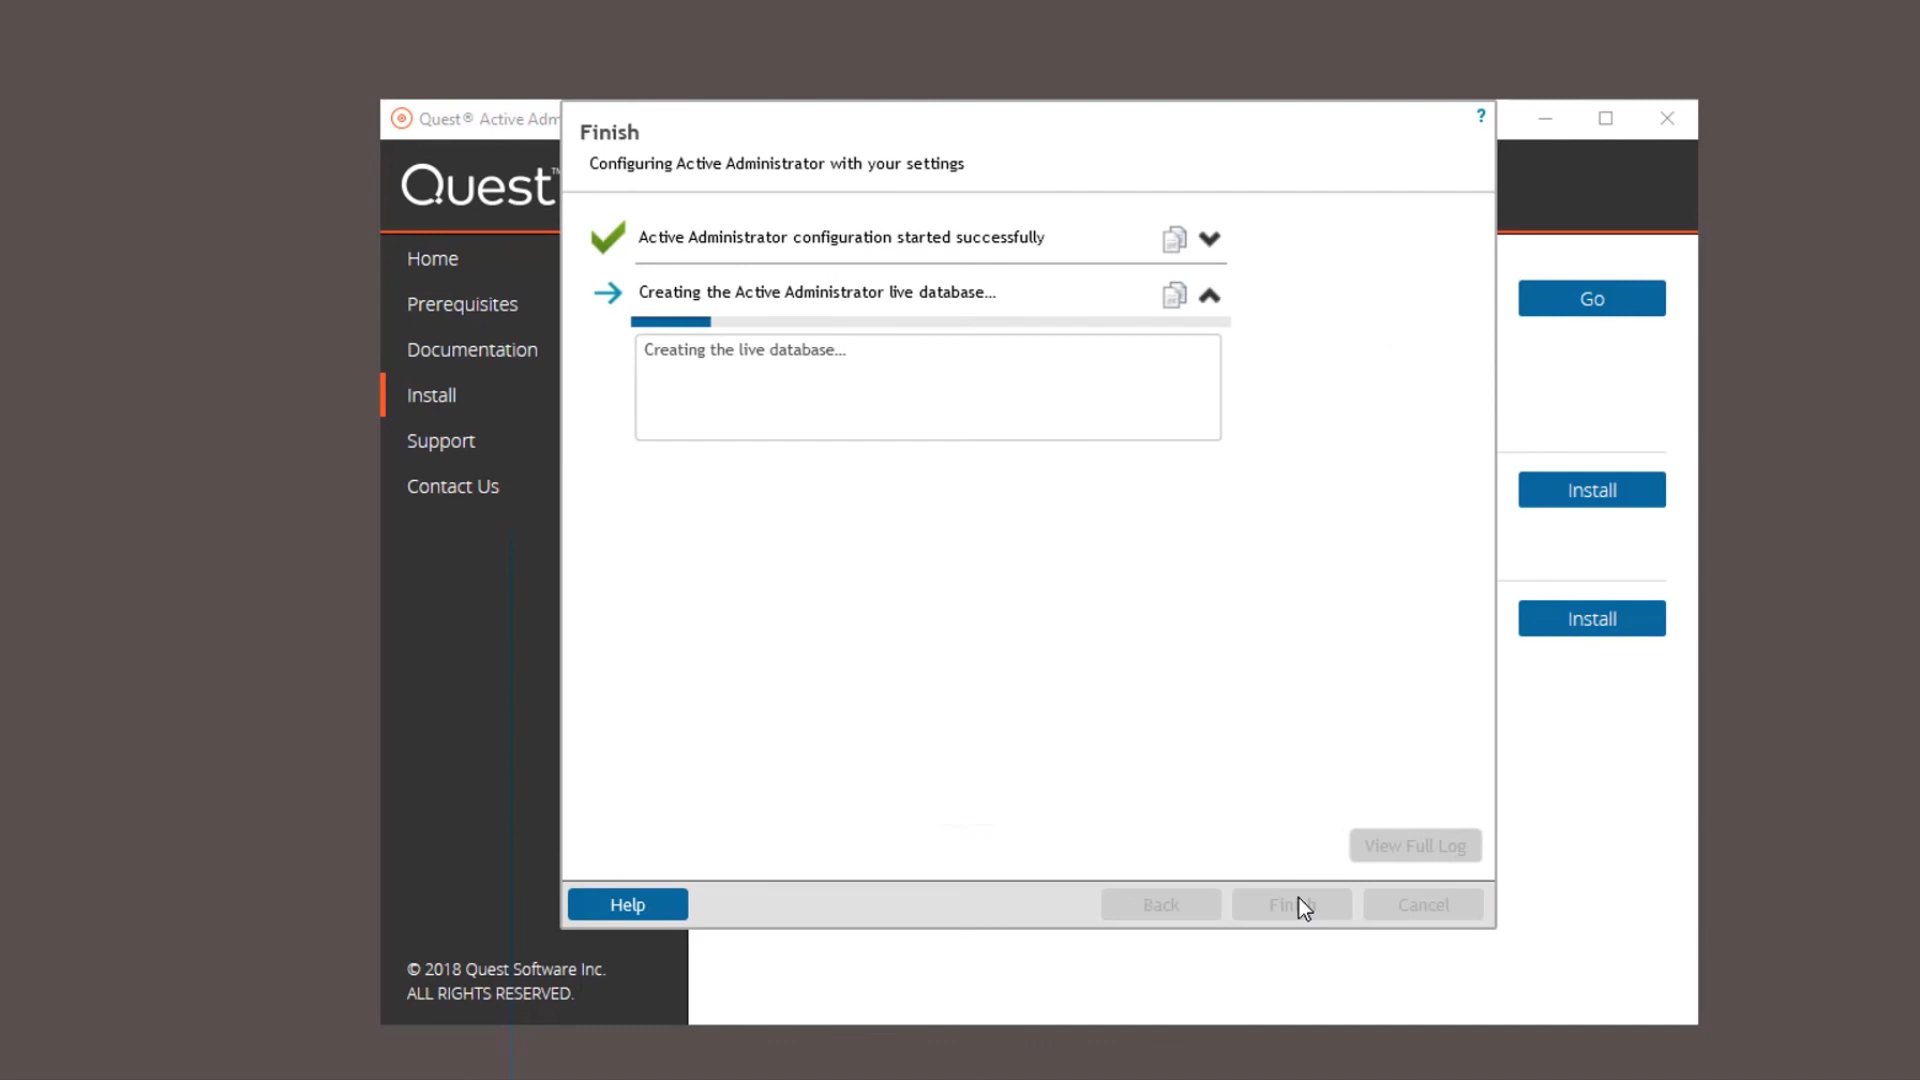 Quest® Active Adm
Quest™
Home
Prerequisites
Documentation
Install
Support
Contact Us
© 2018 Quest Software Inc.
ALL RIGHTS RESERVED.
Finish
?
Configuring Active Administrator with your settings
Active Administrator configuration started successfully
Creating the Active Administrator live database...
Creating the live database...
View Full Log
Help
Back
Finish
Cancel
Go
Install
Install